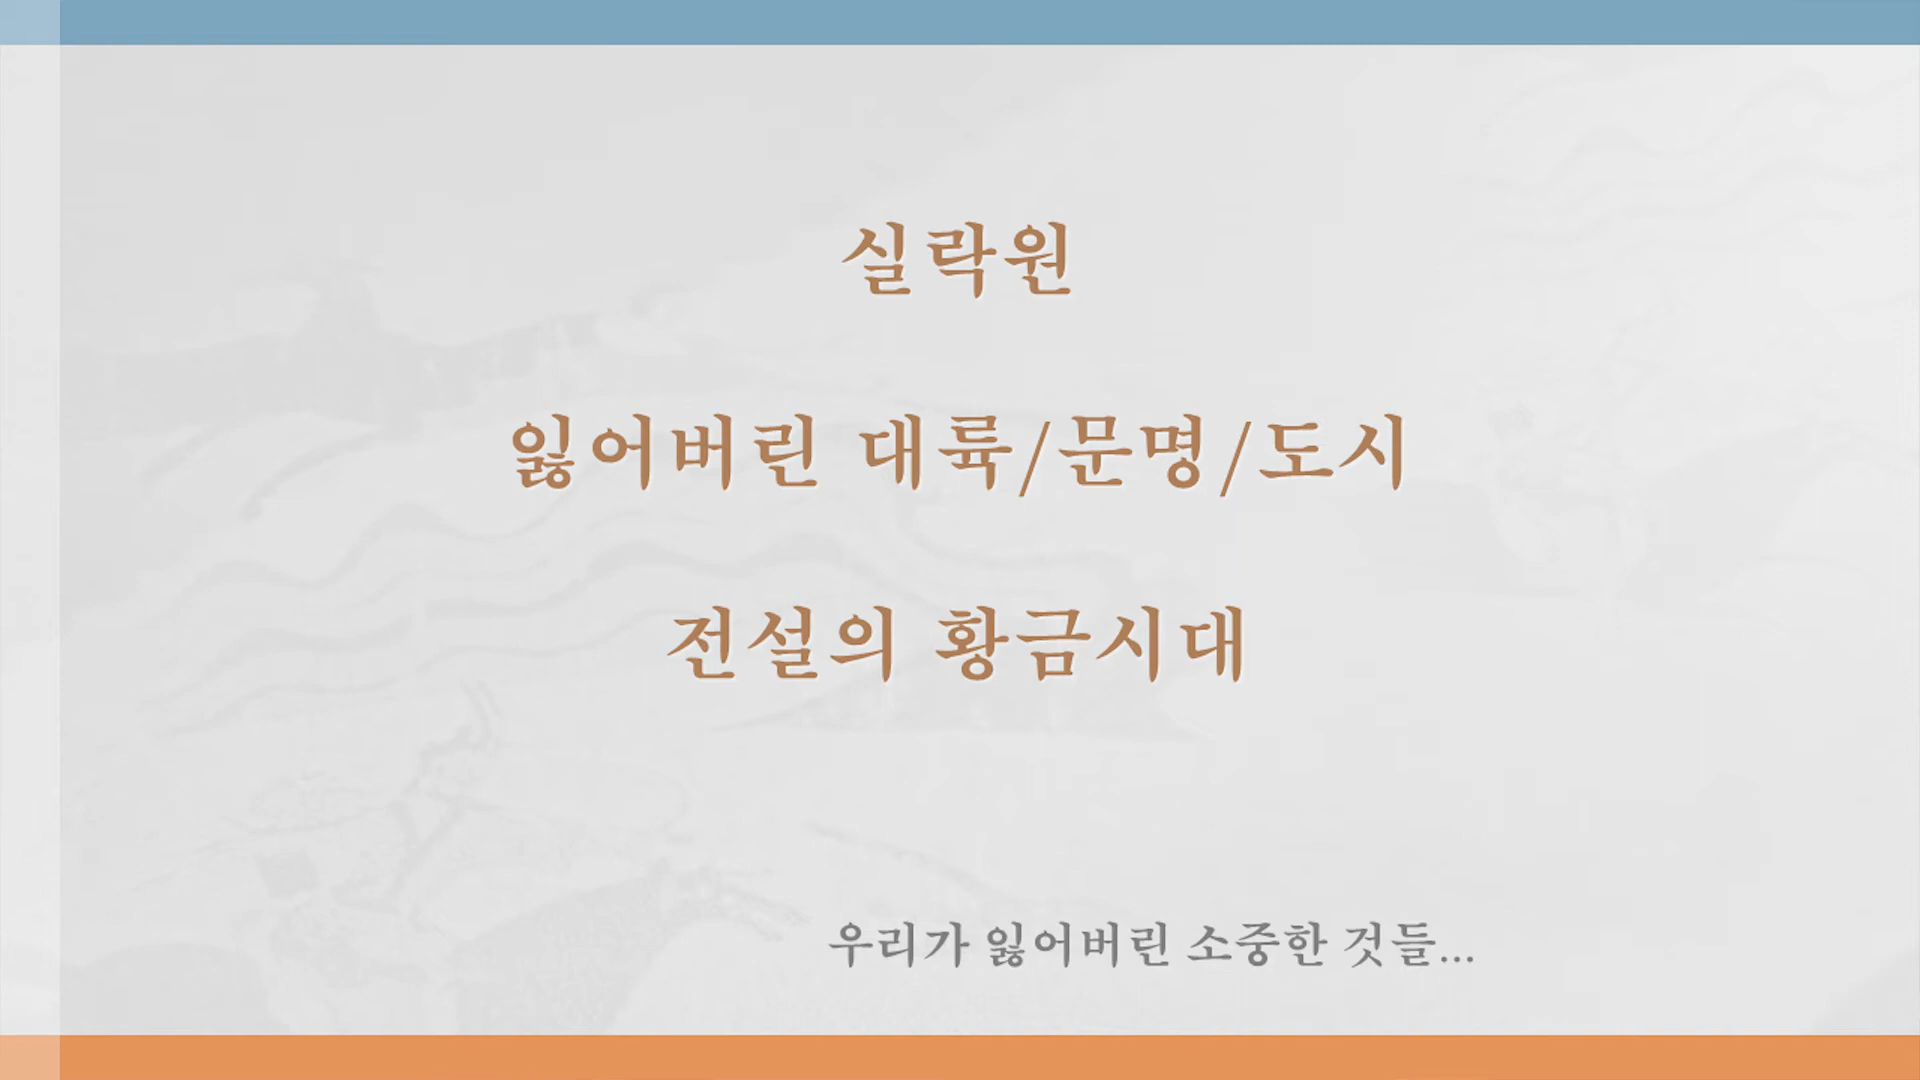 실락원
잃어버린 대륙/문명/도시
전설의 황금시대
우리가 잃어버린 소중한 것들...